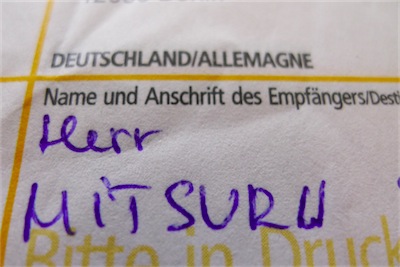 DEUTSCHLAND/ALLEMAGNE
Name und Anschrift des Empfängers/Desti
Herr
MITSURU
Bitte in Druck